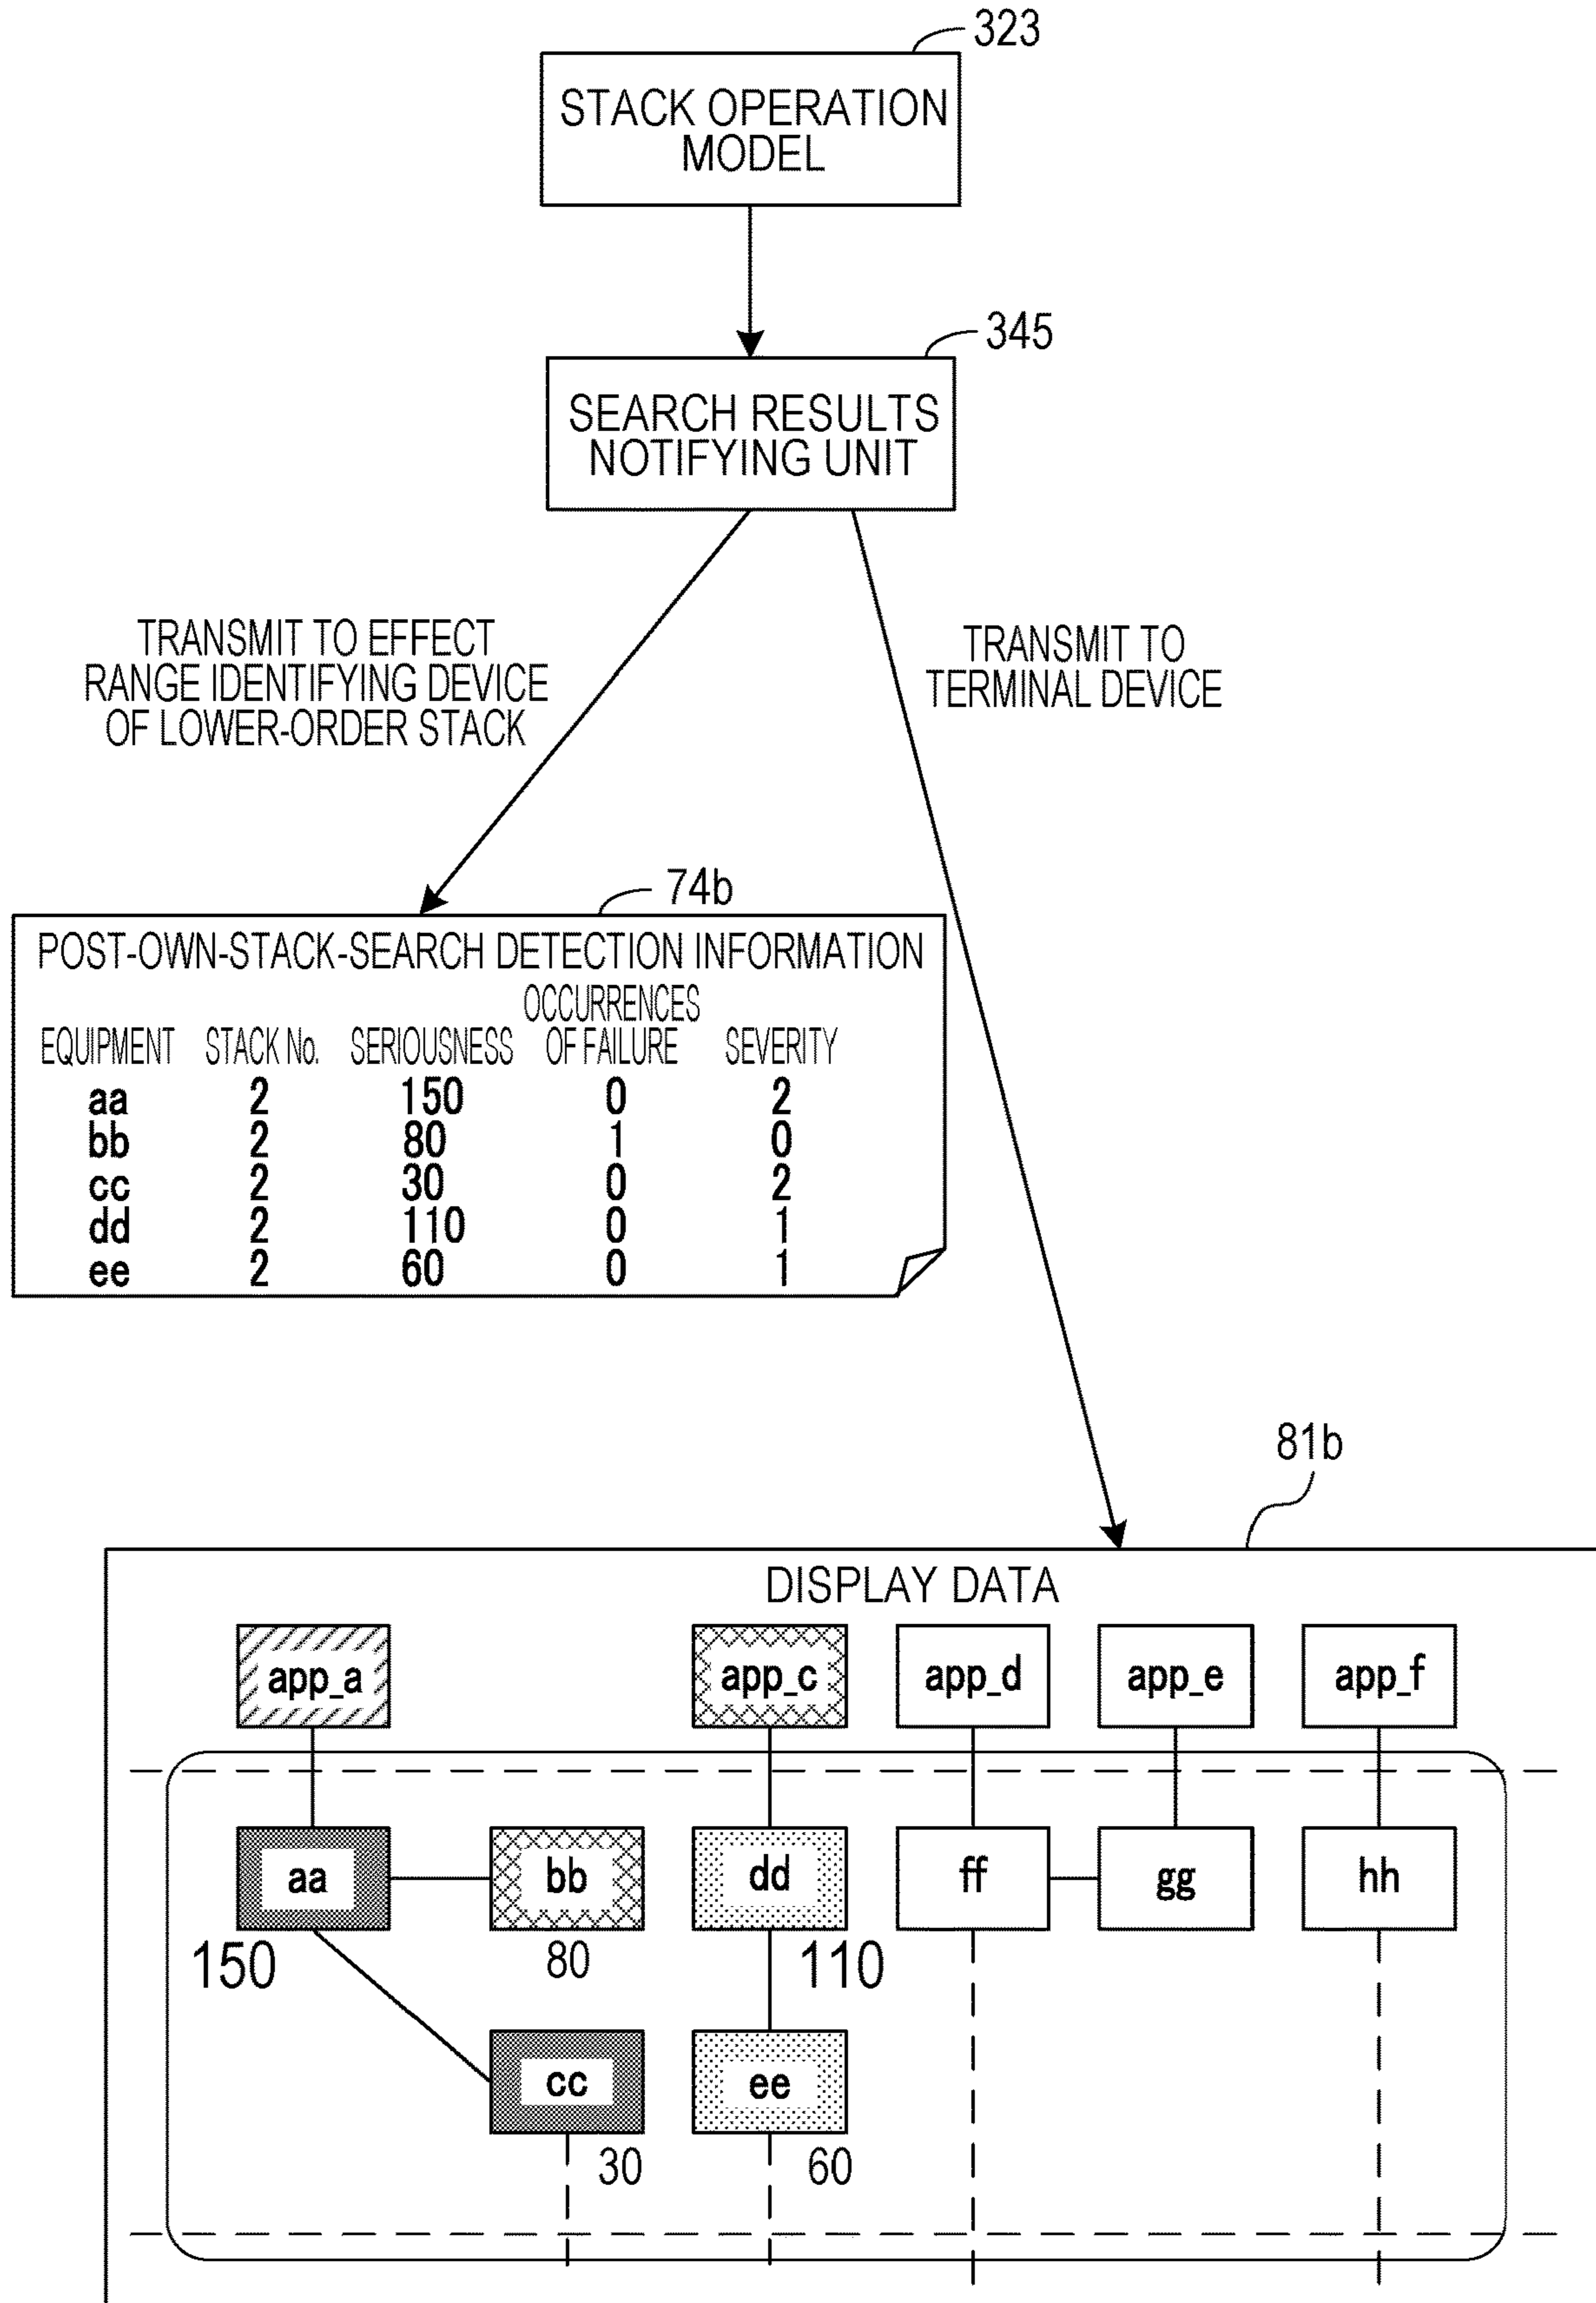 323
STACK OPERATION
MODEL
345
SEARCH RESULTS
NOTIFYING UNIT
TRANSMIT TO EFFECT
RANGE IDENTIFYING DEVICE
OF LOWER-ORDER STACK
TRANSMIT TO
TERMINAL DEVICE
74b
POST-OWN-STACK-SEARCH DETECTION INFORMATION
EQUIPMENT STACK No. SERIOUSNESS OCCURRENCES OF FAILURE SEVERITY
aa 2 150 0 2
bb 2 80 1 0
cc 2 30 0 2
dd 2 110 0 1
ee 2 60 0 1
81b
DISPLAY DATA
app_a app_c app_d app_e app_f
aa bb dd ff gg hh
150 80 110
cc ee
30 60